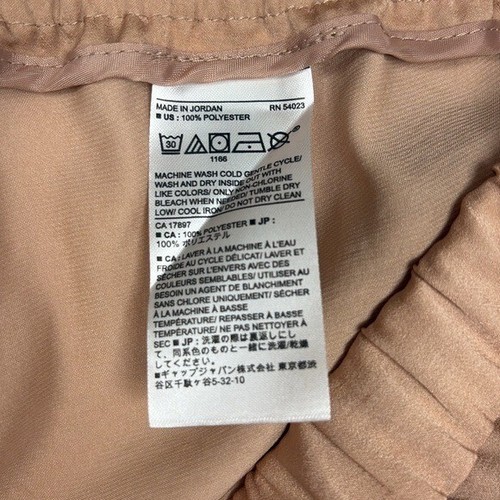 MADE IN JORDAN RN 54023
■ US: 100% POLYESTER
30
1166
MACHINE WASH COLD GENTLE CYCLE/
WASH AND DRY INSIDE OUT WITH
LIKE COLORS/ ONLY NON-CHLORINE
BLEACH WHEN NEEDED/ TUMBLE DRY
LOW/ COOL IRON/ DO NOT DRY CLEAN
CA 17897
■ CA: 100% POLYESTER ■ JP:
100% ポリエステル
■ CA: LAVER À LA MACHINE À L'EAU
FROIDE AU CYCLE DÉLICAT/ LAVER ET
SÉCHER SUR L'ENVERS AVEC DES
COULEURS SEMBLABLES/ UTILISER AU
BESOIN UN AGENT DE BLANCHIMENT
SANS CHLORE UNIQUEMENT/ SÉCHER
À LA MACHINE À BASSE
TEMPÉRATURE/ REPASSER À BASSE
TEMPÉRATURE/ NE PAS NETTOYER À
SEC ■ JP: 洗濯の際は裏返しにし
て、同系色のものと一緒に洗濯/乾燥
してください。
■ギャップジャパン株式会社 東京都渋
谷区千駄ヶ谷5-32-10